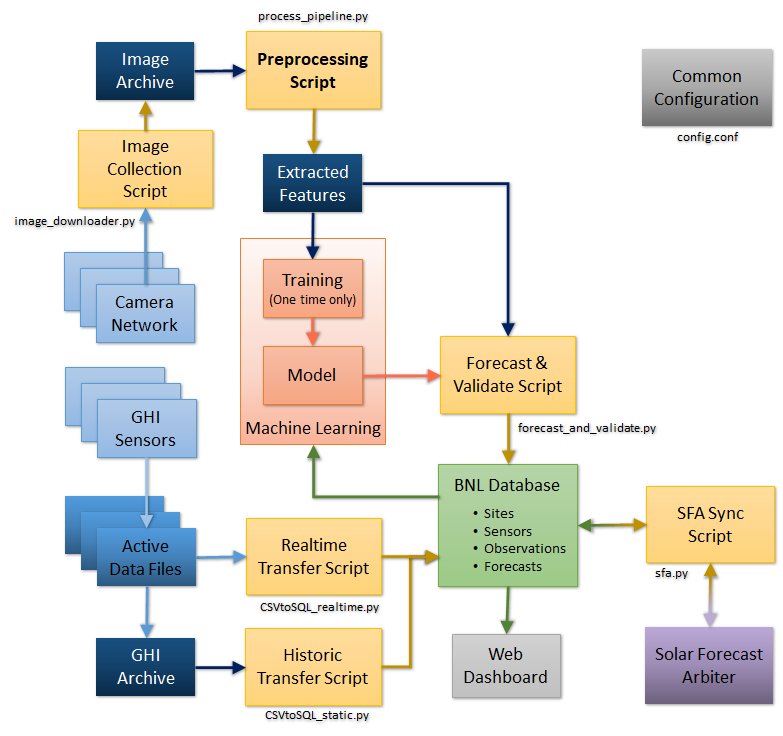 process_pipeline.py
Image
Archive
Preprocessing
Script
Common
Configuration
config.conf
Image
Collection
Script
image_downloader.py
Extracted
Features
Camera
Network
Training
(One time only)
Model
Machine Learning
Forecast &
Validate Script
forecast_and_validate.py
GHI
Sensors
BNL Database
• Sites
• Sensors
• Observations
• Forecasts
SFA Sync
Script
sfa.py
Active
Data Files
Realtime
Transfer Script
CSVtoSQL_realtime.py
GHI
Archive
Historic
Transfer Script
CSVtoSQL_static.py
Web
Dashboard
Solar Forecast
Arbiter